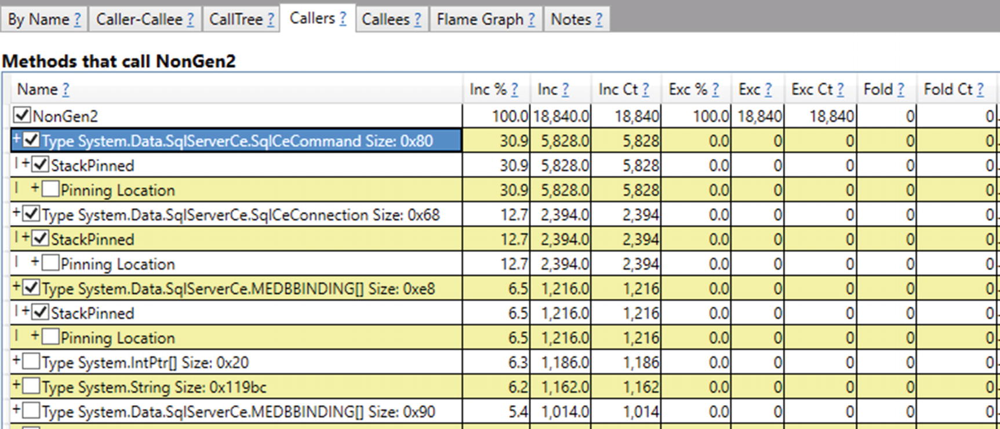 By Name ? Caller-Callee ? CallTree ? Callers ? Callees ? Flame Graph ? Notes ?
Methods that call NonGen2
Name ? Inc % ? Inc ? Inc Ct ? Exc % ? Exc ? Exc Ct ? Fold ? Fold Ct ?
NonGen2 100.0 18,840.0 18,840 100.0 18,840 18,840 0 0
+ Type System.Data.SqlServerCe.SqlCeCommand Size: 0x80 30.9 5,828.0 5,828 0.0 0 0 0 0
|+ StackPinned 30.9 5,828.0 5,828 0.0 0 0 0 0
| + Pinning Location 30.9 5,828.0 5,828 0.0 0 0 0 0
+ Type System.Data.SqlServerCe.SqlCeConnection Size: 0x68 12.7 2,394.0 2,394 0.0 0 0 0 0
|+ StackPinned 12.7 2,394.0 2,394 0.0 0 0 0 0
| + Pinning Location 12.7 2,394.0 2,394 0.0 0 0 0 0
+ Type System.Data.SqlServerCe.MEDBBINDING[] Size: 0xe8 6.5 1,216.0 1,216 0.0 0 0 0 0
|+ StackPinned 6.5 1,216.0 1,216 0.0 0 0 0 0
| + Pinning Location 6.5 1,216.0 1,216 0.0 0 0 0 0
+ Type System.IntPtr[] Size: 0x20 6.3 1,186.0 1,186 0.0 0 0 0 0
+ Type System.String Size: 0x119bc 6.2 1,162.0 1,162 0.0 0 0 0 0
+ Type System.Data.SqlServerCe.MEDBBINDING[] Size: 0x90 5.4 1,014.0 1,014 0.0 0 0 0 0